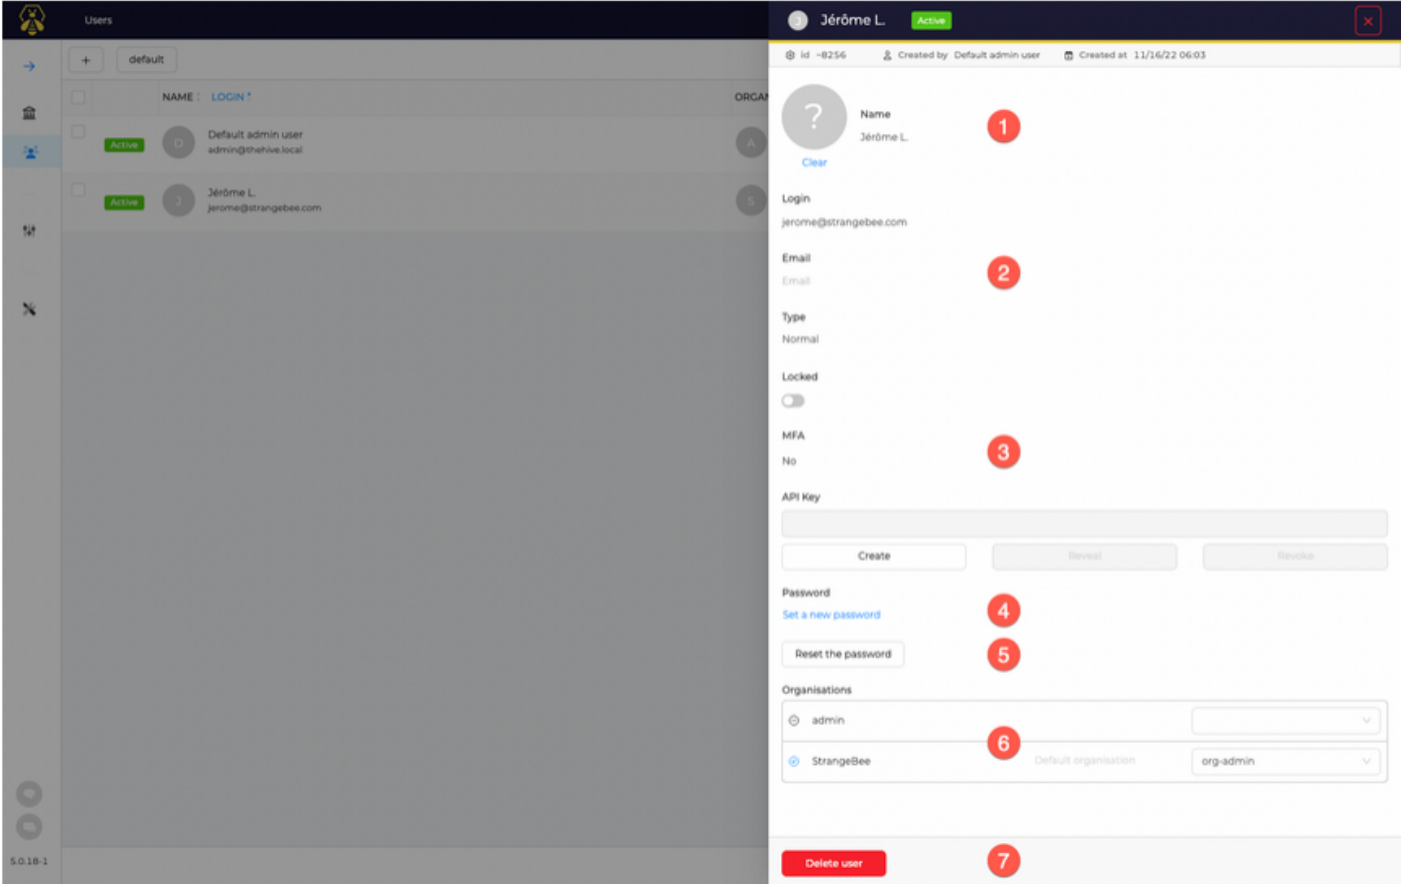 Users
Jérôme L.
Active
id ~8256
Created by Default admin user
Created at 11/16/22 06:03
+
default
NAME
LOGIN
ORGAN
Active
D
Default admin user
admin@thehive.local
A
Active
J
Jérôme L.
jerome@strangebee.com
S
?
Name
Jérôme L.
Clear
1
Login
jerome@strangebee.com
Email
Email
2
Type
Normal
Locked
MFA
No
3
API Key
Create
Reveal
Revoke
Password
Set a new password
4
Reset the password
5
Organisations
admin
6
StrangeBee
Default organisation
org-admin
5.0.18-1
Delete user
7